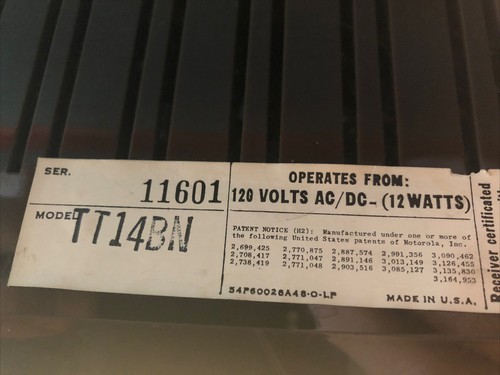 SER.
11601
MODEL
TT14BN
OPERATES FROM:
120 VOLTS AC/DC- (12 WATTS)
PATENT NOTICE (H2): Manufactured under one or more of
the following United States patents of Motorola, Inc.
2,699,425 2,770,875 2,887,574 2,991,356 3,090,462
2,708,417 2,771,047 2,891,146 3,013,149 3,126,455
2,738,419 2,771,048 2,903,516 3,085,127 3,135,830
3,164,953
54P60026A48-O-LP
MADE IN U.S.A.
Receiver certificated